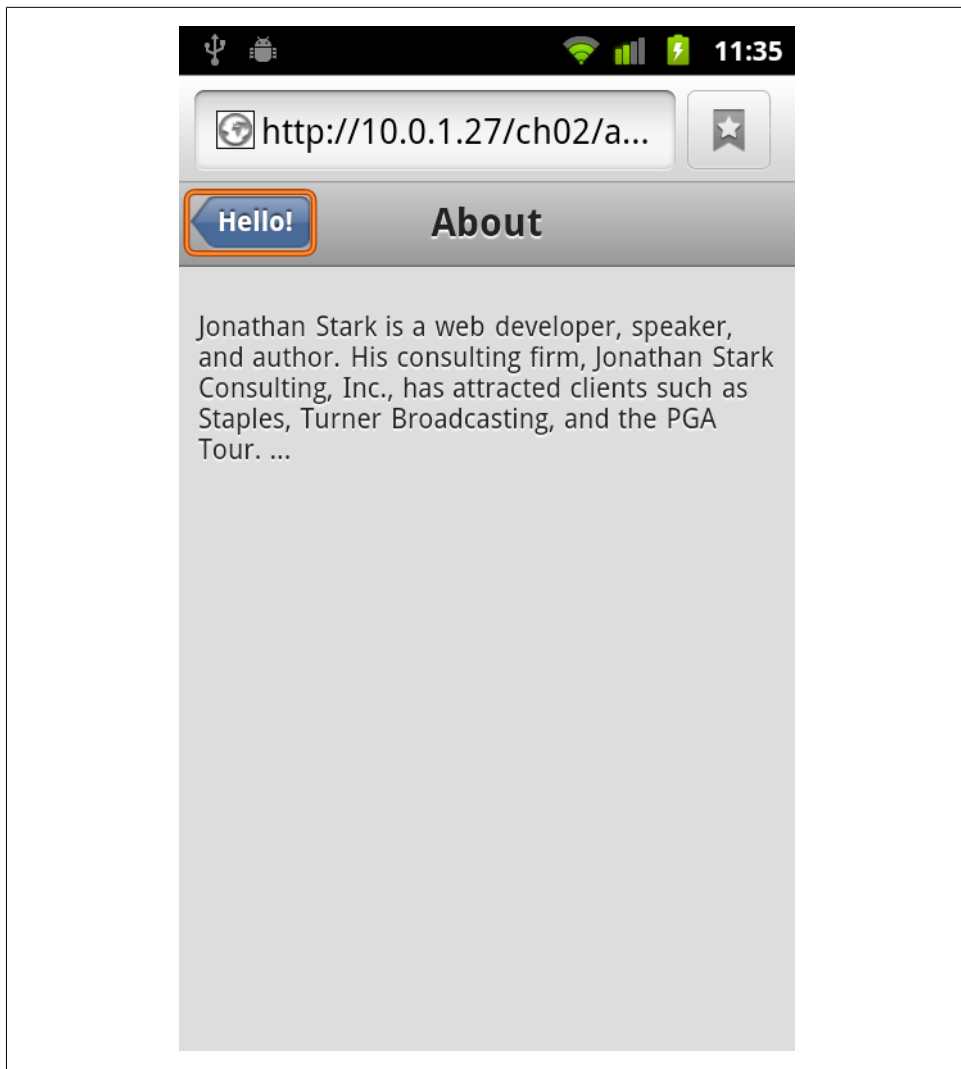 11:35
http://10.0.1.27/ch02/a...
Hello!
About
Jonathan Stark is a web developer, speaker,
and author. His consulting firm, Jonathan Stark
Consulting, Inc., has attracted clients such as
Staples, Turner Broadcasting, and the PGA
Tour. ...